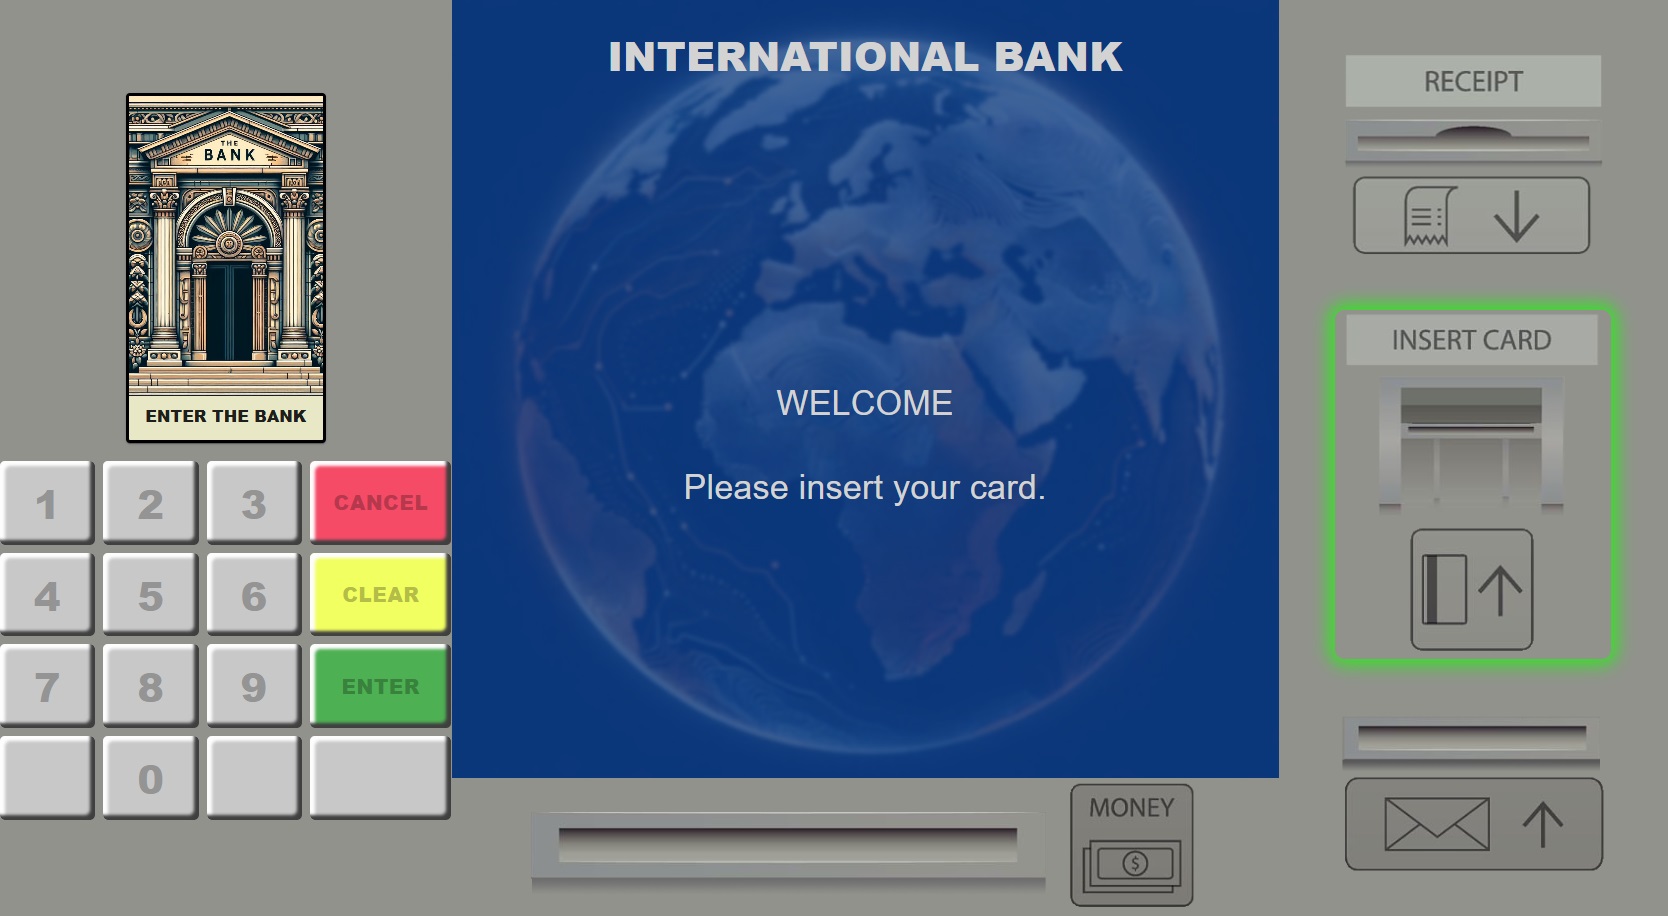 INTERNATIONAL BANK
THE
BANK
ENTER THE BANK
1 2 3 CANCEL
4 5 6 CLEAR
7 8 9 ENTER
0
WELCOME
Please insert your card.
MONEY
$
RECEIPT
INSERT CARD